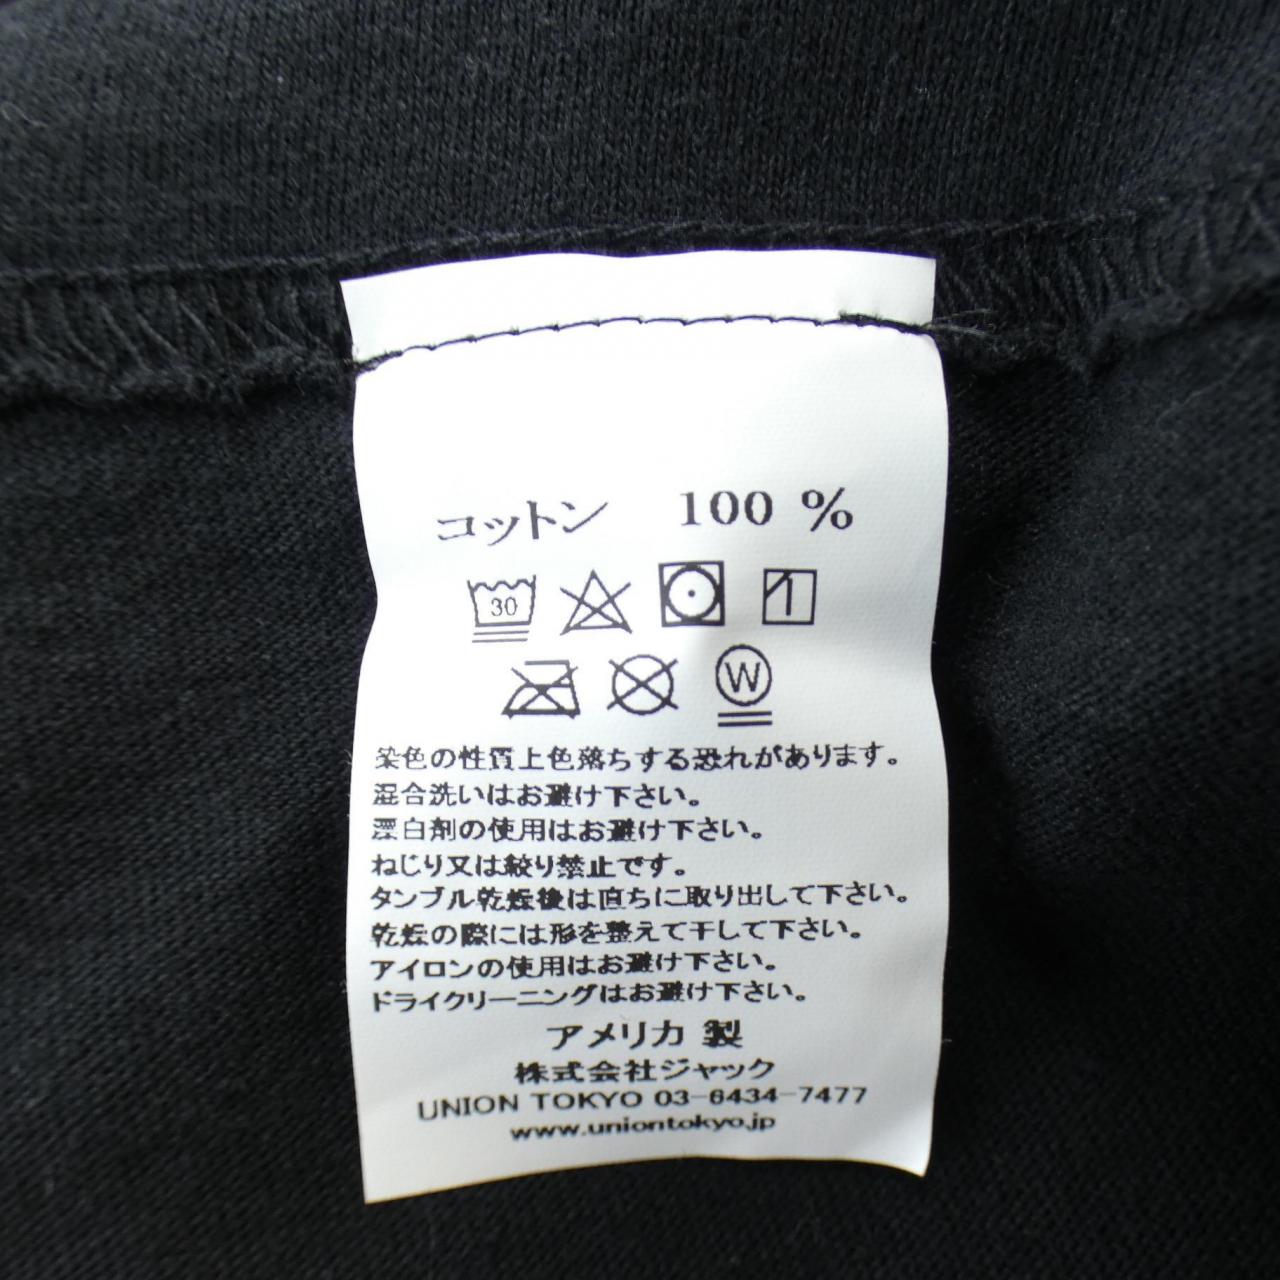 コットン 100 %
30
W
染色の性質上色落ちする恐れがあります。
混合洗いはお避け下さい。
漂白剤の使用はお避け下さい。
ねじり又は絞り禁止です。
タンブル乾燥後は直ちに取り出して下さい。
乾燥の際には形を整えて干して下さい。
アイロンの使用はお避け下さい。
ドライクリーニングはお避け下さい。
アメリカ 製
株式会社ジャック
UNION TOKYO 03-6434-7477
www.uniontokyo.jp